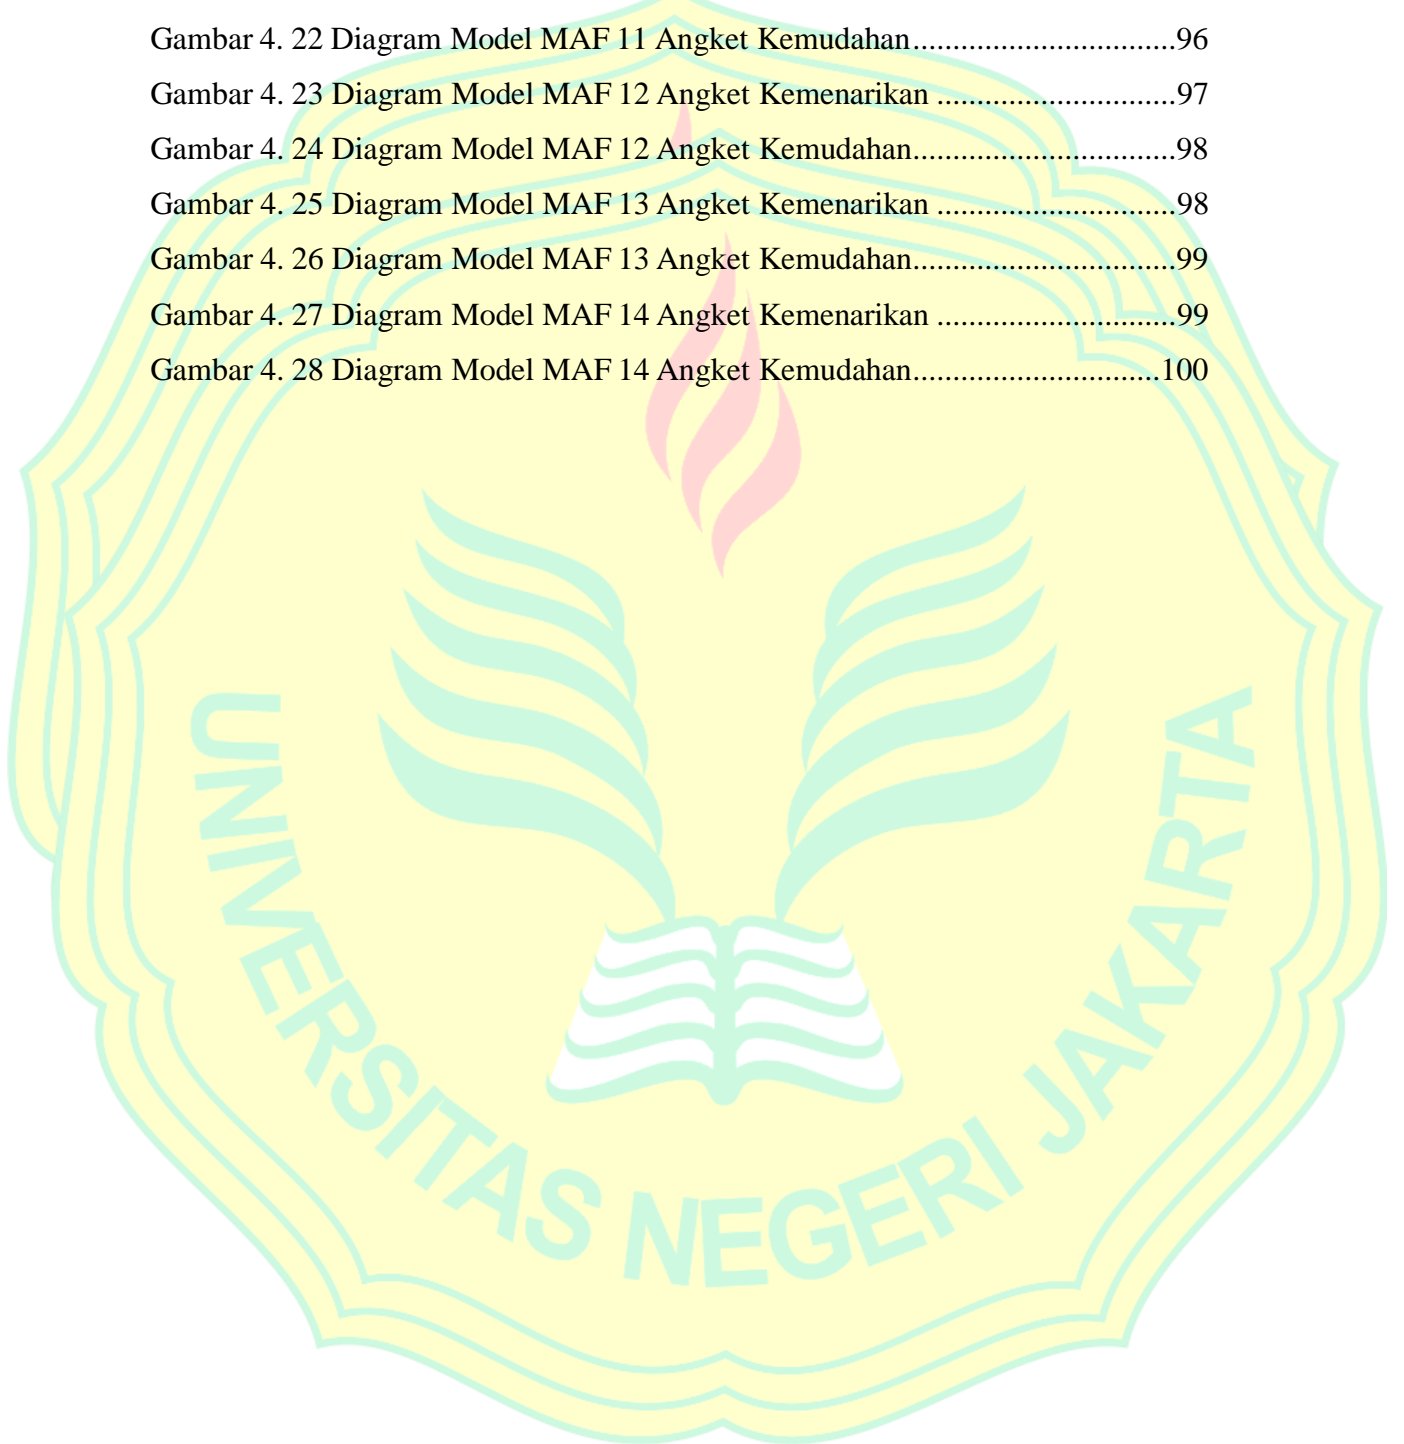 Gambar 4. 22 Diagram Model MAF 11 Angket Kemudahan.............................96
Gambar 4. 23 Diagram Model MAF 12 Angket Kemenarikan ..........................97
Gambar 4. 24 Diagram Model MAF 12 Angket Kemudahan.............................98
Gambar 4. 25 Diagram Model MAF 13 Angket Kemenarikan ..........................98
Gambar 4. 26 Diagram Model MAF 13 Angket Kemudahan.............................99
Gambar 4. 27 Diagram Model MAF 14 Angket Kemenarikan ..........................99
Gambar 4. 28 Diagram Model MAF 14 Angket Kemudahan...........................100
UNIVERSITAS NEGERI JAKARTA